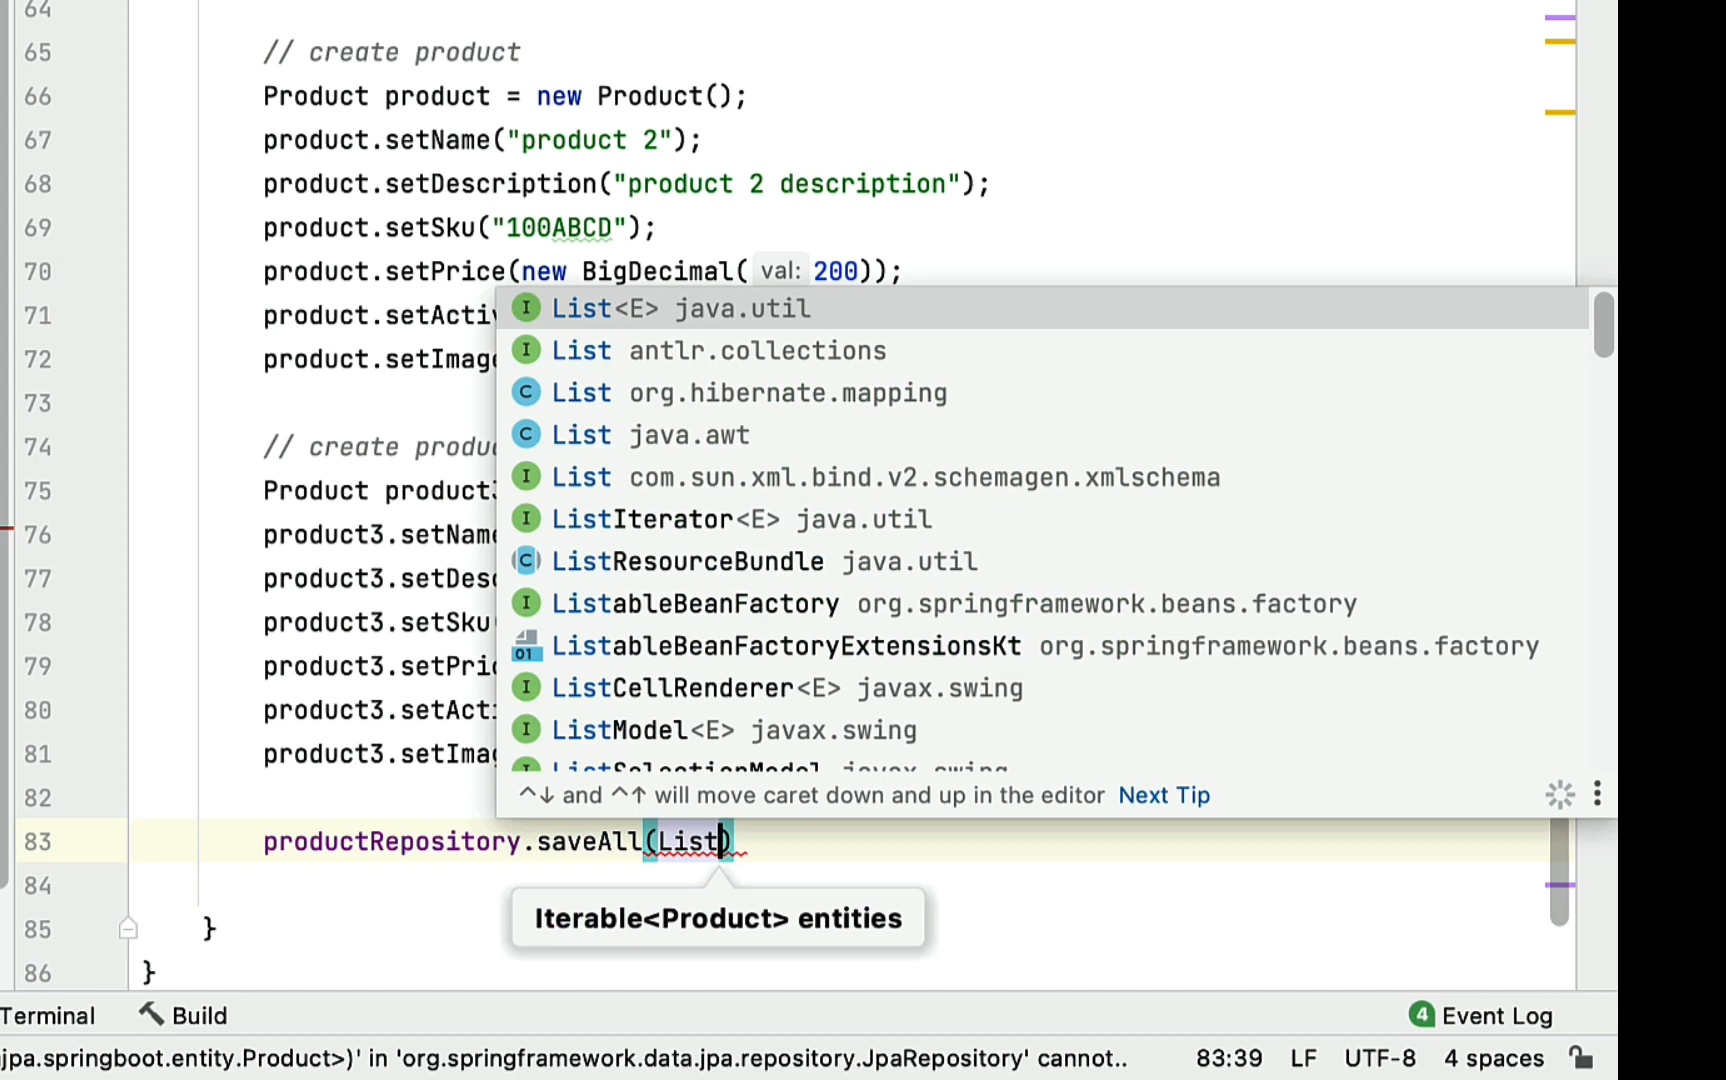 64
65 // create product
66 Product product = new Product();
67 product.setName("product 2");
68 product.setDescription("product 2 description");
69 product.setSku("100ABCD");
70 product.setPrice(new BigDecimal( val: 200));
71 product.setActiv
72 product.setImage
73
74 // create produc
75 Product product3
76 product3.setName
77 product3.setDesc
78 product3.setSku(
79 product3.setPric
80 product3.setActi
81 product3.setImag
82
List<E> java.util
List antlr.collections
List org.hibernate.mapping
List java.awt
List com.sun.xml.bind.v2.schemagen.xmlschema
ListIterator<E> java.util
ListResourceBundle java.util
ListableBeanFactory org.springframework.beans.factory
ListableBeanFactoryExtensionsKt org.springframework.beans.factory
ListCellRenderer<E> javax.swing
ListModel<E> javax.swing
ListSelectionModel javax.swing
^↓ and ^↑ will move caret down and up in the editor Next Tip
83 productRepository.saveAll(List)
84
Iterable<Product> entities
85 }
86 }
Terminal Build 4 Event Log
jpa.springboot.entity.Product>)' in 'org.springframework.data.jpa.repository.JpaRepository' cannot.. 83:39 LF UTF-8 4 spaces